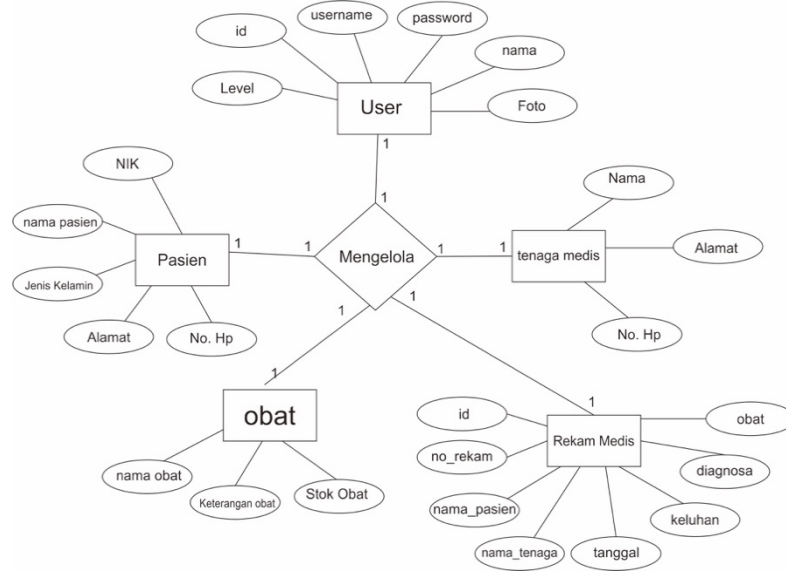 username
password
id
nama
Level
User
Foto
1
1
NIK
Nama
nama pasien
Pasien
1
1
Mengelola
1
1
tenaga medis
Alamat
Jenis Kelamin
Alamat
No. Hp
1
1
No. Hp
1
1
obat
id
Rekam Medis
obat
no_rekam
diagnosa
nama obat
Keterangan obat
Stok Obat
nama_pasien
keluhan
nama_tenaga
tanggal